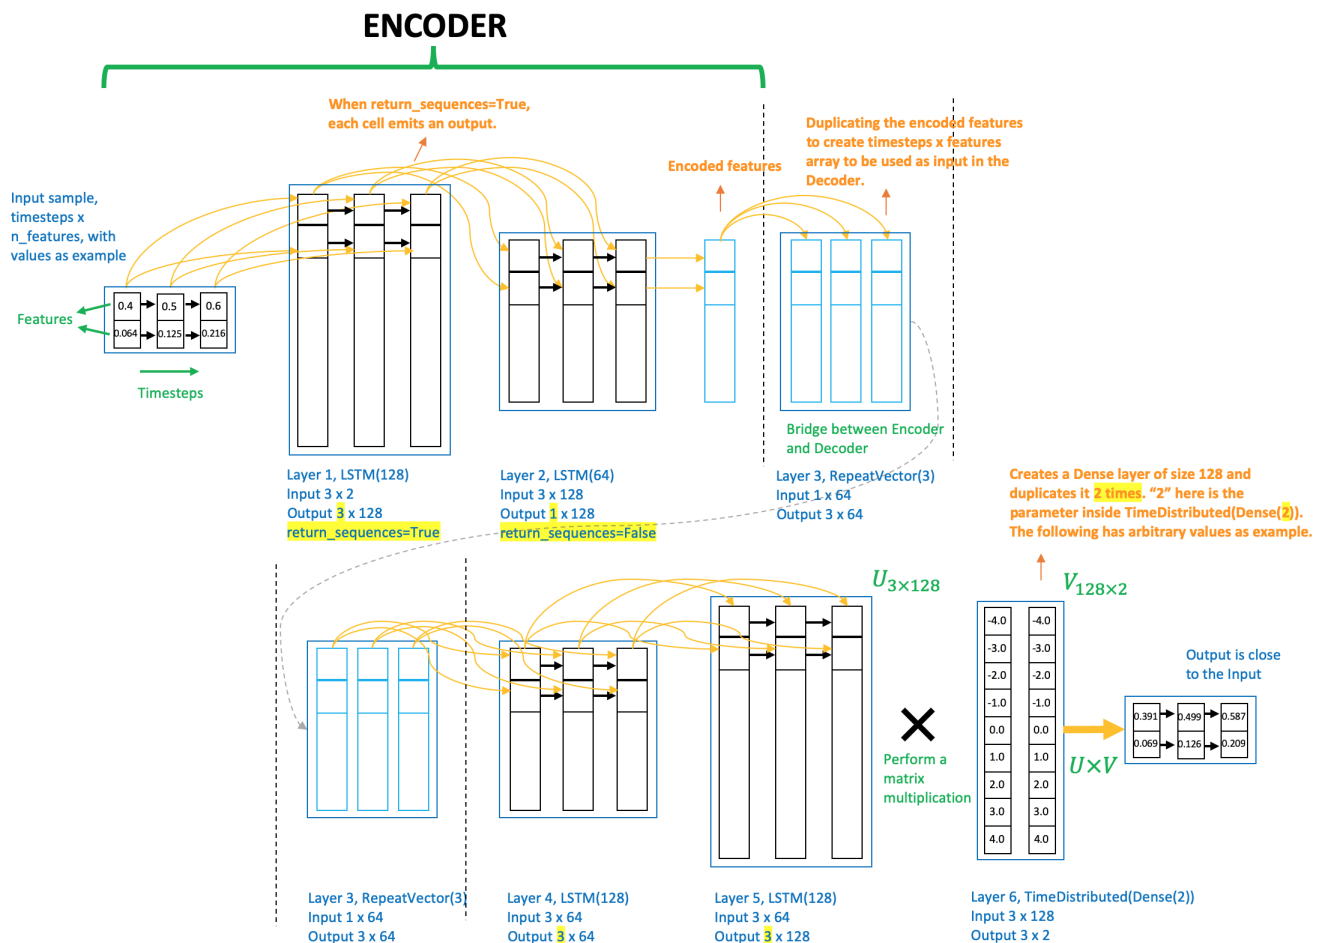 ENCODER
When return_sequences=True,
each cell emits an output.
Duplicating the encoded features
to create timesteps x features
array to be used as input in the
Decoder.
Encoded features
Input sample,
timesteps x
n_features, with
values as example
Features
0.4 0.5 0.6
0.064 0.125 0.216
Timesteps
Bridge between Encoder
and Decoder
Layer 1, LSTM(128)
Input 3 x 2
Output 3 x 128
return_sequences=True
Layer 2, LSTM(64)
Input 3 x 128
Output 1 x 128
return_sequences=False
Layer 3, RepeatVector(3)
Input 1 x 64
Output 3 x 64
Creates a Dense layer of size 128 and
duplicates it 2 times. “2” here is the
parameter inside TimeDistributed(Dense(2)).
The following has arbitrary values as example.
U3×128
V128×2
-4.0 -4.0
-3.0 -3.0
-2.0 -2.0
-1.0 -1.0
0.0 0.0
1.0 1.0
2.0 2.0
3.0 3.0
4.0 4.0
Perform a
matrix
multiplication
U×V
Output is close
to the Input
0.391 0.499 0.587
0.069 0.126 0.209
Layer 3, RepeatVector(3)
Input 1 x 64
Output 3 x 64
Layer 4, LSTM(128)
Input 3 x 64
Output 3 x 64
Layer 5, LSTM(128)
Input 3 x 64
Output 3 x 128
Layer 6, TimeDistributed(Dense(2))
Input 3 x 128
Output 3 x 2